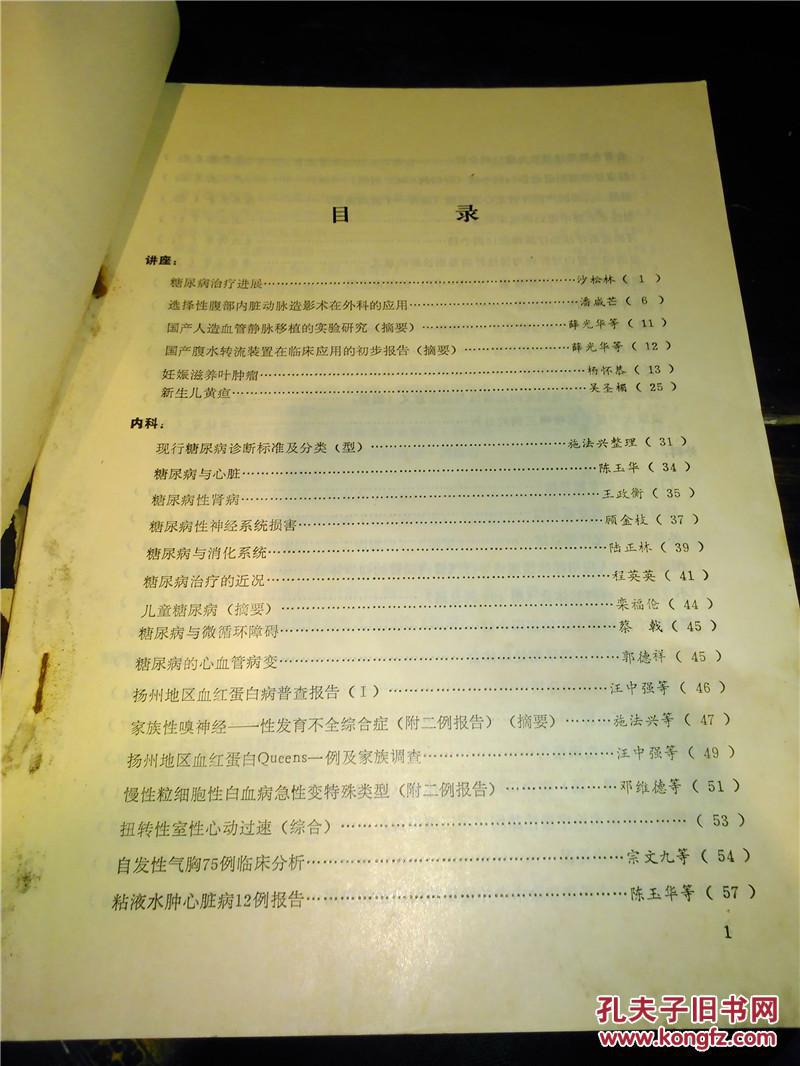 目 录
讲座：
糖尿病治疗进展……沙松林（ 1 ）
选择性腹部内脏动脉造影术在外科的应用……潘成芒（ 6 ）
国产人造血管静脉移植的实验研究（摘要）……薛光华等（ 11 ）
国产腹水转流装置在临床应用的初步报告（摘要）……薛光华等（ 12 ）
妊娠滋养叶肿瘤……杨怀恭（ 13 ）
新生儿黄疸……吴圣楣（ 25 ）
内科：
现行糖尿病诊断标准及分类（型）……施法兴整理（ 31 ）
糖尿病与心脏……陈玉华（ 34 ）
糖尿病性肾病……王政衡（ 35 ）
糖尿病性神经系统损害……顾金枝（ 37 ）
糖尿病与消化系统……陆正林（ 39 ）
糖尿病治疗的近况……程英英（ 41 ）
儿童糖尿病（摘要）……栾福伦（ 44 ）
糖尿病与微循环障碍……蔡 戟（ 45 ）
糖尿病的心血管病变……郭德祥（ 45 ）
扬州地区血红蛋白病普查报告（Ⅰ）……汪中强等（ 46 ）
家族性嗅神经——性发育不全综合症（附二例报告）（摘要）……施法兴等（ 47 ）
扬州地区血红蛋白Queens一例及家族调查……汪中强等（ 49 ）
慢性粒细胞性白血病急性变特殊类型（附二例报告）……邓维德等（ 51 ）
扭转性室性心动过速（综合）……（ 53 ）
自发性气胸75例临床分析……宗文九等（ 54 ）
粘液水肿心脏病12例报告……陈玉华等（ 57 ）
1
孔夫子旧书网
www.kongfz.com